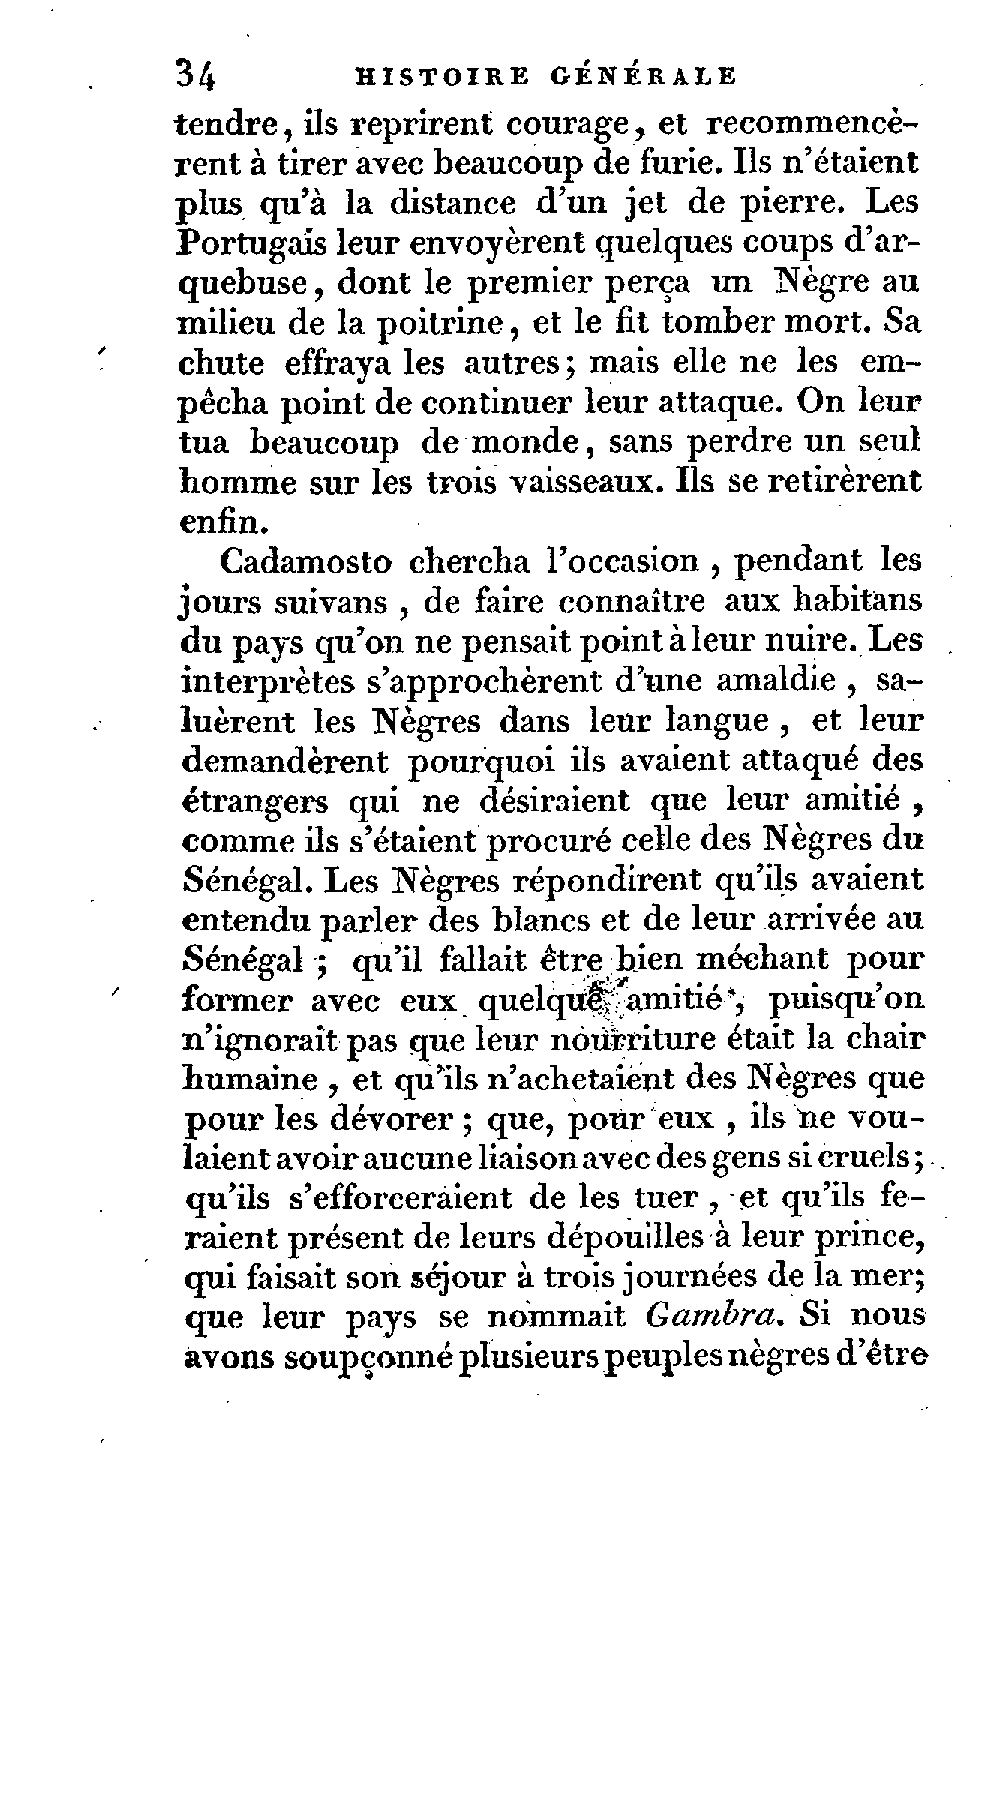 34 HISTOIRE GÉNÉRALE
tendre, ils reprirent courage, et recommencè-
rent à tirer avec beaucoup de furie. Ils n'étaient
plus qu'à la distance d'un jet de pierre. Les
Portugais leur envoyèrent quelques coups d'ar-
quebuse, dont le premier perça un Nègre au
milieu de la poitrine, et le fit tomber mort. Sa
chute effraya les autres; mais elle ne les em-
pêcha point de continuer leur attaque. On leur
tua beaucoup de monde, sans perdre un seul
homme sur les trois vaisseaux. Ils se retirèrent
enfin.
Cadamosto chercha l'occasion , pendant les
jours suivans , de faire connaître aux habitans
du pays qu'on ne pensait point à leur nuire. Les
interprètes s'approchèrent d'une amaldie , sa-
luèrent les Nègres dans leur langue , et leur
demandèrent pourquoi ils avaient attaqué des
étrangers qui ne désiraient que leur amitié ,
comme ils s'étaient procuré celle des Nègres du
Sénégal. Les Nègres répondirent qu'ils avaient
entendu parler des blancs et de leur arrivée au
Sénégal ; qu'il fallait être bien méchant pour
former avec eux quelque amitié, puisqu'on
n'ignorait pas que leur nourriture était la chair
humaine , et qu'ils n'achetaient des Nègres que
pour les dévorer ; que, pour eux , ils ne vou-
laient avoir aucune liaison avec des gens si cruels;
qu'ils s'efforceraient de les tuer , et qu'ils fe-
raient présent de leurs dépouilles à leur prince,
qui faisait son séjour à trois journées de la mer;
que leur pays se nommait Gambra. Si nous
avons soupçonné plusieurs peuples nègres d'être